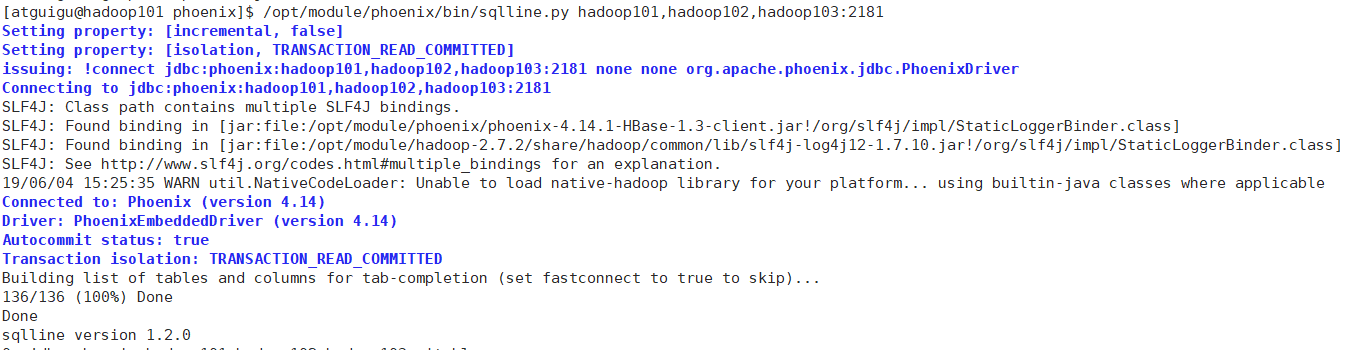 [atguigu@hadoop101 phoenix]$ /opt/module/phoenix/bin/sqlline.py hadoop101,hadoop102,hadoop103:2181
Setting property: [incremental, false]
Setting property: [isolation, TRANSACTION_READ_COMMITTED]
issuing: !connect jdbc:phoenix:hadoop101,hadoop102,hadoop103:2181 none none org.apache.phoenix.jdbc.PhoenixDriver
Connecting to jdbc:phoenix:hadoop101,hadoop102,hadoop103:2181
SLF4J: Class path contains multiple SLF4J bindings.
SLF4J: Found binding in [jar:file:/opt/module/phoenix/phoenix-4.14.1-HBase-1.3-client.jar!/org/slf4j/impl/StaticLoggerBinder.class]
SLF4J: Found binding in [jar:file:/opt/module/hadoop-2.7.2/share/hadoop/common/lib/slf4j-log4j12-1.7.10.jar!/org/slf4j/impl/StaticLoggerBinder.class]
SLF4J: See http://www.slf4j.org/codes.html#multiple_bindings for an explanation.
19/06/04 15:25:35 WARN util.NativeCodeLoader: Unable to load native-hadoop library for your platform... using builtin-java classes where applicable
Connected to: Phoenix (version 4.14)
Driver: PhoenixEmbeddedDriver (version 4.14)
Autocommit status: true
Transaction isolation: TRANSACTION_READ_COMMITTED
Building list of tables and columns for tab-completion (set fastconnect to true to skip)...
136/136 (100%) Done
Done
sqlline version 1.2.0